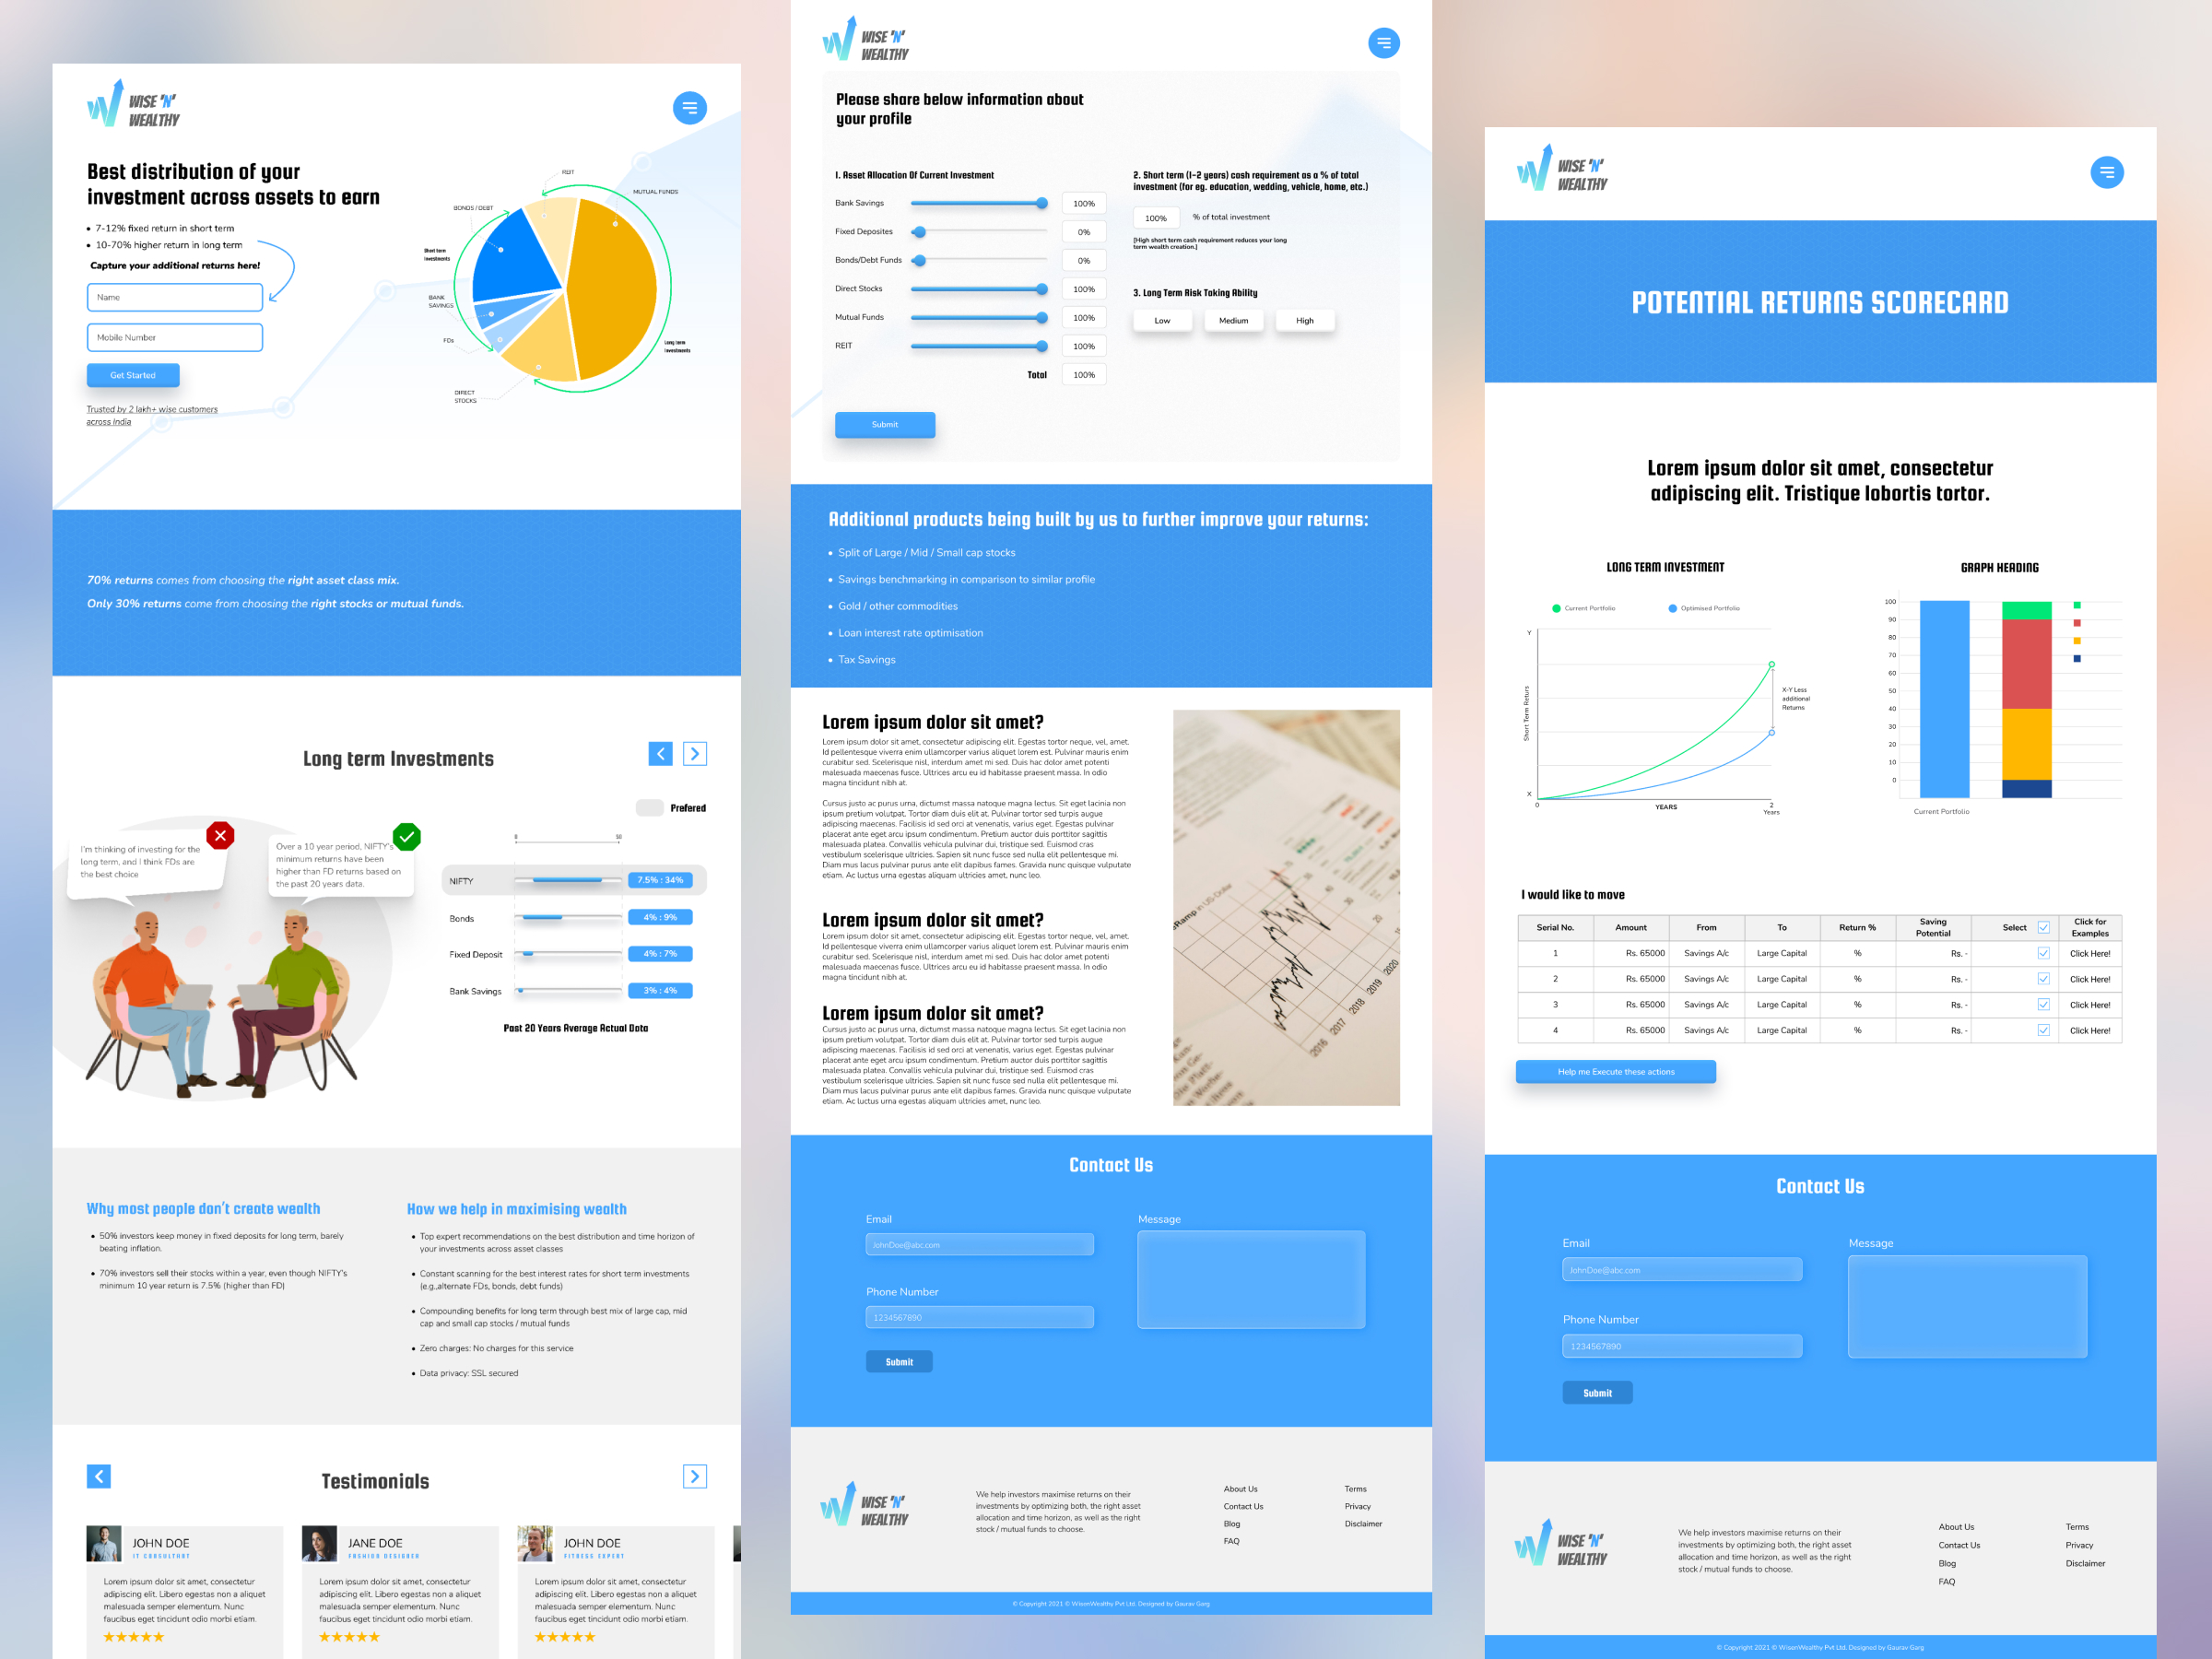 WISE 'N'
WEALTHY
Best distribution of your
investment across assets to earn
• 7-12% fixed return in short term
• 10-70% higher return in long term
Capture your additional returns here!
Name
Mobile Number
Get Started
Trusted by 2 lakh+ wise customers
across India
REIT
MUTUAL FUNDS
BONDS / DEBT
Short term
Investments
BANK
SAVINGS
FDs
Long term
Investments
DIRECT
STOCKS
70% returns comes from choosing the right asset class mix.
Only 30% returns come from choosing the right stocks or mutual funds.
Long term Investments
Prefered
I'm thinking of investing for the
long term, and I think FDs are
the best choice
Over a 10 year period, NIFTY's
minimum returns have been
higher than FD returns based on
the past 20 years data.
0
50
NIFTY
7.5% : 34%
Bonds
4% : 9%
Fixed Deposit
4% : 7%
Bank Savings
3% : 4%
Past 20 Years Average Actual Data
Why most people don't create wealth
• 50% investors keep money in fixed deposits for long term, barely
beating inflation.
• 70% investors sell their stocks within a year, even though NIFTY's
minimum 10 year return is 7.5% (higher than FD)
How we help in maximising wealth
• Top expert recommendations on the best distribution and time horizon of
your investments across asset classes
• Constant scanning for the best interest rates for short term investments
(e.g.,alternate FDs, bonds, debt funds)
• Compounding benefits for long term through best mix of large cap, mid
cap and small cap stocks / mutual funds
• Zero charges: No charges for this service
• Data privacy: SSL secured
Testimonials
JOHN DOE
IT CONSULTANT
Lorem ipsum dolor sit amet, consectetur
adipiscing elit. Libero egestas non a aliquet
malesuada semper elementum. Nunc
faucibus eget tincidunt odio morbi etiam.
JANE DOE
FASHION DESIGNER
Lorem ipsum dolor sit amet, consectetur
adipiscing elit. Libero egestas non a aliquet
malesuada semper elementum. Nunc
faucibus eget tincidunt odio morbi etiam.
JOHN DOE
FITNESS EXPERT
Lorem ipsum dolor sit amet, consectetur
adipiscing elit. Libero egestas non a aliquet
malesuada semper elementum. Nunc
faucibus eget tincidunt odio morbi etiam.
WISE 'N'
WEALTHY
Please share below information about
your profile
1. Asset Allocation Of Current Investment
Bank Savings
100%
Fixed Deposites
0%
Bonds/Debt Funds
0%
Direct Stocks
100%
Mutual Funds
100%
REIT
100%
Total
100%
2. Short term (1-2 years) cash requirement as a % of total
investment (for eg. education, wedding, vehicle, home, etc.)
100%
% of total investment
[High short term cash requirement reduces your long
term wealth creation.]
3. Long Term Risk Taking Ability
Low
Medium
High
Submit
Additional products being built by us to further improve your returns:
• Split of Large / Mid / Small cap stocks
• Savings benchmarking in comparison to similar profile
• Gold / other commodities
• Loan interest rate optimisation
• Tax Savings
Lorem ipsum dolor sit amet?
Lorem ipsum dolor sit amet, consectetur adipiscing elit. Egestas tortor neque, vel, amet.
Id pellentesque viverra enim ullamcorper varius aliquet lorem est. Pulvinar mauris enim
curabitur sed. Scelerisque nisl, interdum amet mi sed. Duis hac dolor amet potenti
malesuada maecenas fusce. Ultrices arcu eu id habitasse praesent massa. In odio
magna tincidunt nibh at.
Cursus justo ac purus urna, dictumst massa natoque magna lectus. Sit eget lacinia non
ipsum pretium volutpat. Tortor diam duis elit at. Pulvinar tortor sed turpis augue
adipiscing maecenas. Facilisis id sed orci at venenatis, varius eget. Egestas pulvinar
placerat ante eget arcu ipsum condimentum. Pretium auctor duis porttitor sagittis
malesuada platea. Convallis vehicula pulvinar dui, tristique sed. Euismod cras
vestibulum scelerisque ultricies. Sapien sit nunc fusce sed nulla elit pellentesque mi.
Diam mus lacus pulvinar purus ante elit dapibus fames. Gravida nunc quisque vulputate
etiam. Ac luctus urna egestas aliquam ultricies amet, nunc leo.
Lorem ipsum dolor sit amet?
Lorem ipsum dolor sit amet, consectetur adipiscing elit. Egestas tortor neque, vel, amet.
Id pellentesque viverra enim ullamcorper varius aliquet lorem est. Pulvinar mauris enim
curabitur sed. Scelerisque nisl, interdum amet mi sed. Duis hac dolor amet potenti
malesuada maecenas fusce. Ultrices arcu eu id habitasse praesent massa. In odio
magna tincidunt nibh at.
Lorem ipsum dolor sit amet?
Cursus justo ac purus urna, dictumst massa natoque magna lectus. Sit eget lacinia non
ipsum pretium volutpat. Tortor diam duis elit at. Pulvinar tortor sed turpis augue
adipiscing maecenas. Facilisis id sed orci at venenatis, varius eget. Egestas pulvinar
placerat ante eget arcu ipsum condimentum. Pretium auctor duis porttitor sagittis
malesuada platea. Convallis vehicula pulvinar dui, tristique sed. Euismod cras
vestibulum scelerisque ultricies. Sapien sit nunc fusce sed nulla elit pellentesque mi.
Diam mus lacus pulvinar purus ante elit dapibus fames. Gravida nunc quisque vulputate
etiam. Ac luctus urna egestas aliquam ultricies amet, nunc leo.
Ramp in US-Dollar
2016 2017 2018 2019 2020
Contact Us
Email
JohnDoe@abc.com
Phone Number
1234567890
Message
Submit
WISE 'N'
WEALTHY
We help investors maximise returns on their
investments by optimizing both, the right asset
allocation and time horizon, as well as the right
stock / mutual funds to choose.
About Us
Contact Us
Blog
FAQ
Terms
Privacy
Disclaimer
© Copyright 2021 © WisenWealthy Pvt Ltd. Designed by Gaurav Garg
WISE 'N'
WEALTHY
POTENTIAL RETURNS SCORECARD
Lorem ipsum dolor sit amet, consectetur
adipiscing elit. Tristique lobortis tortor.
LONG TERM INVESTMENT
Current Portfolio
Optimised Portfolio
Y
Short Term Returs
X
0
YEARS
2
Years
X-Y Less
additional
Returns
GRAPH HEADING
100
90
80
70
60
50
40
30
20
10
0
Current Portfolio
I would like to move
Serial No. Amount From To Return % Saving Potential Select Click for Examples
1 Rs. 65000 Savings A/c Large Capital % Rs. - Click Here!
2 Rs. 65000 Savings A/c Large Capital % Rs. - Click Here!
3 Rs. 65000 Savings A/c Large Capital % Rs. - Click Here!
4 Rs. 65000 Savings A/c Large Capital % Rs. - Click Here!
Help me Execute these actions
Contact Us
Email
JohnDoe@abc.com
Phone Number
1234567890
Message
Submit
WISE 'N'
WEALTHY
We help investors maximise returns on their
investments by optimizing both, the right asset
allocation and time horizon, as well as the right
stock / mutual funds to choose.
About Us
Contact Us
Blog
FAQ
Terms
Privacy
Disclaimer
© Copyright 2021 © WisenWealthy Pvt Ltd. Designed by Gaurav Garg